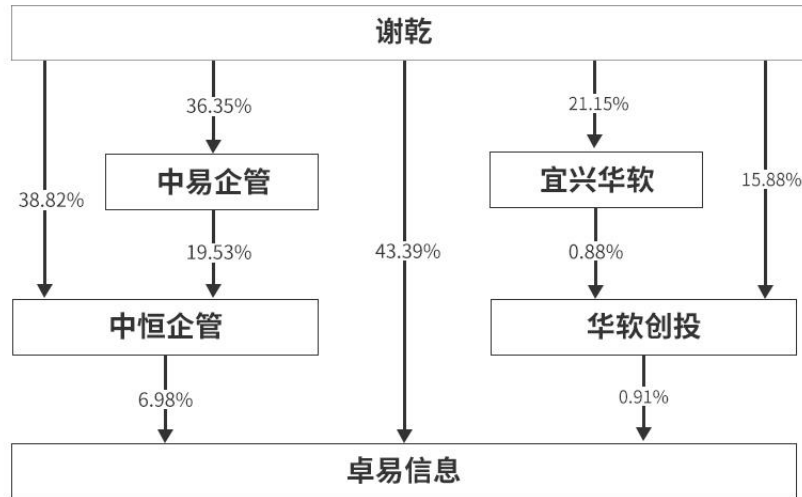 谢乾
36.35%
21.15%
中易企管
宜兴华软
38.82%
15.88%
19.53%
43.39%
0.88%
中恒企管
华软创投
6.98%
0.91%
卓易信息